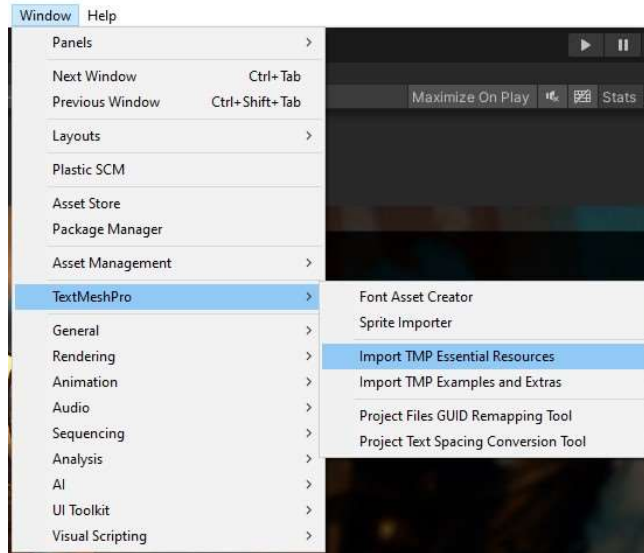 Window Help
Panels
Next Window Ctrl+Tab
Previous Window Ctrl+Shift+Tab
Maximize On Play Stats
Layouts
Plastic SCM
Asset Store
Package Manager
Asset Management
TextMeshPro
Font Asset Creator
Sprite Importer
Import TMP Essential Resources
Import TMP Examples and Extras
Project Files GUID Remapping Tool
Project Text Spacing Conversion Tool
General
Rendering
Animation
Audio
Sequencing
Analysis
AI
UI Toolkit
Visual Scripting